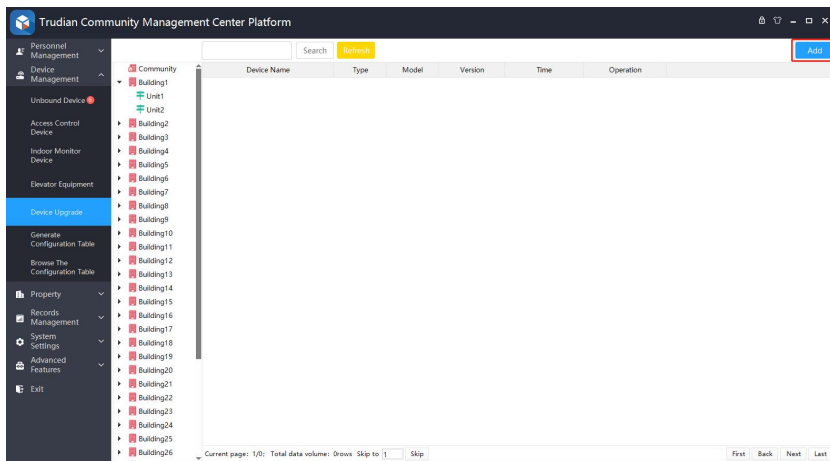 Trudian Community Management Center Platform
Personnel
Management
Device
Management
Unbound Device
Access Control
Device
Indoor Monitor
Device
Elevator Equipment
Device Upgrade
Generate
Configuration Table
Browse The
Configuration Table
Property
Records
Management
System
Settings
Advanced
Features
Exit
Community
Building1
Unit1
Unit2
Building2
Building3
Building4
Building5
Building6
Building7
Building8
Building9
Building10
Building11
Building12
Building13
Building14
Building15
Building16
Building17
Building18
Building19
Building20
Building21
Building22
Building23
Building24
Building25
Building26
Search Refresh Add
Device Name Type Model Version Time Operation
Current page: 1/0; Total data volume: 0rows Skip to 1 Skip First Back Next Last